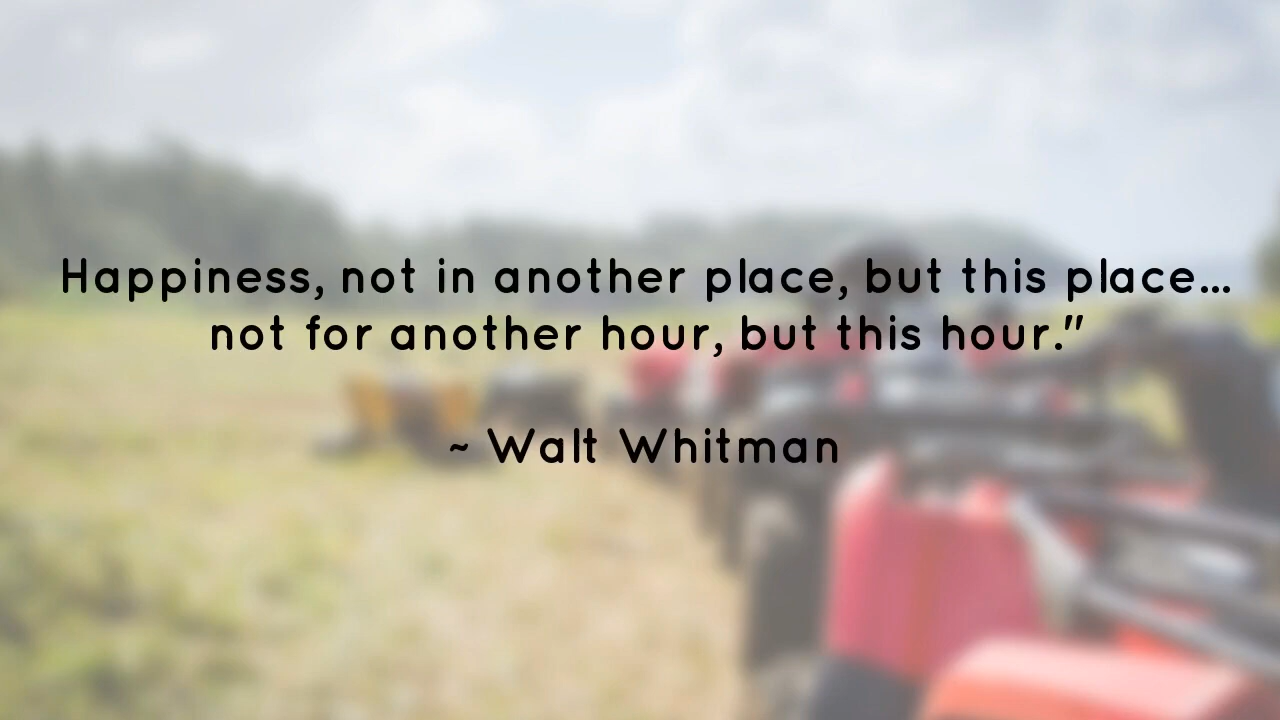 Happiness, not in another place, but this place...
not for another hour, but this hour."
~ Walt Whitman